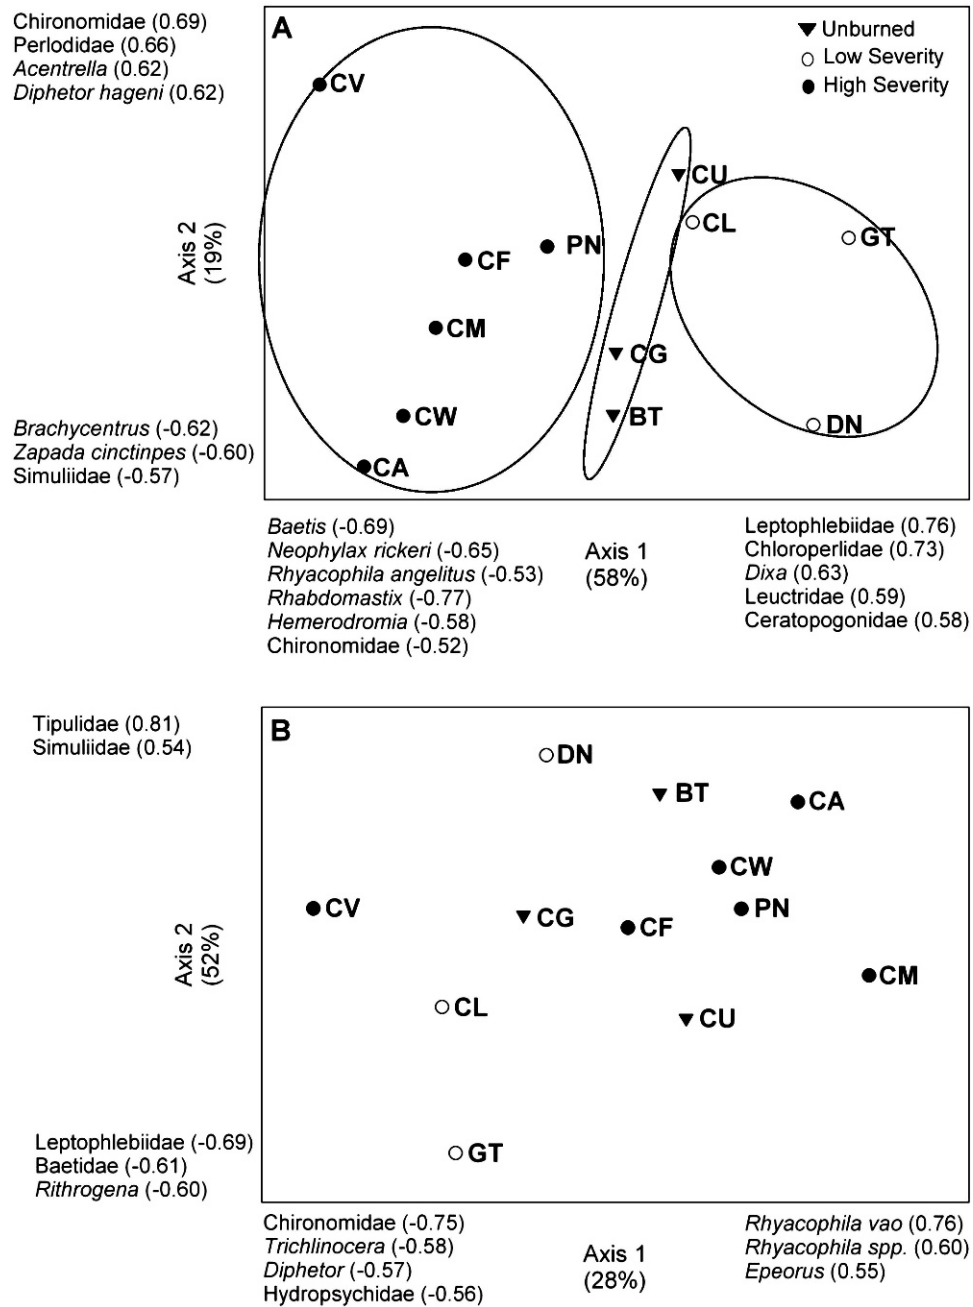 Chironomidae (0.69)
Perlodidae (0.66)
Acentrella (0.62)
Diphetor hageni (0.62)
A
Unburned
Low Severity
High Severity
CV
CU
CL
GT
PN
CF
CM
CG
CW
BT
DN
CA
Axis 2
(19%)
Brachycentrus (-0.62)
Zapada cinctinpes (-0.60)
Simuliidae (-0.57)
Baetis (-0.69)
Neophylax rickeri (-0.65)
Rhyacophila angelitus (-0.53)
Rhabdomastix (-0.77)
Hemerodromia (-0.58)
Chironomidae (-0.52)
Axis 1
(58%)
Leptophlebiidae (0.76)
Chloroperlidae (0.73)
Dixa (0.63)
Leuctridae (0.59)
Ceratopogonidae (0.58)
Tipulidae (0.81)
Simuliidae (0.54)
B
DN
BT
CA
CW
CV
CG
CF
PN
CM
CL
CU
GT
Axis 2
(52%)
Leptophlebiidae (-0.69)
Baetidae (-0.61)
Rithrogena (-0.60)
Chironomidae (-0.75)
Trichlinocera (-0.58)
Diphetor (-0.57)
Hydropsychidae (-0.56)
Axis 1
(28%)
Rhyacophila vao (0.76)
Rhyacophila spp. (0.60)
Epeorus (0.55)